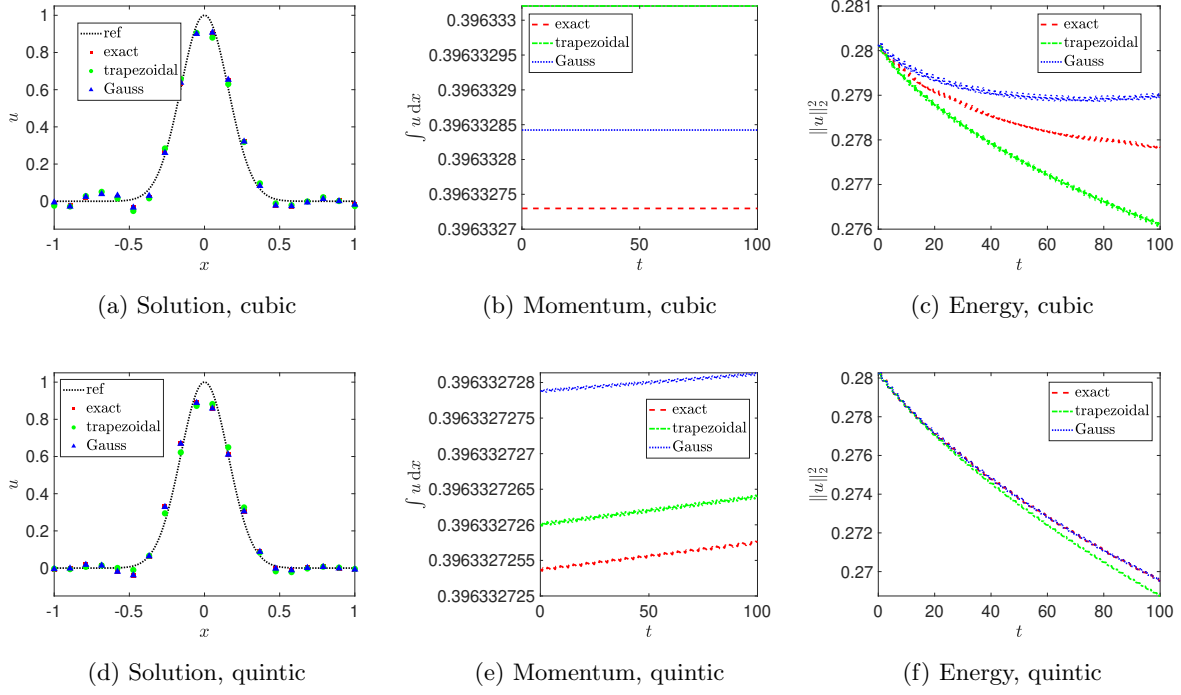 1
0.8
0.6
0.4
0.2
0
u
ref
exact
trapezoidal
Gauss
-1 -0.5 0 0.5 1
x
(a) Solution, cubic
0.396333
0.39633295
0.3963329
0.39633285
0.3963328
0.39633275
0.3963327
∫ u dx
exact
trapezoidal
Gauss
0 50 100
t
(b) Momentum, cubic
0.281
0.28
0.279
0.278
0.277
0.276
‖u‖₂²
exact
trapezoidal
Gauss
0 20 40 60 80 100
t
(c) Energy, cubic
1
0.8
0.6
0.4
0.2
0
u
ref
exact
trapezoidal
Gauss
-1 -0.5 0 0.5 1
x
(d) Solution, quintic
0.396332728
0.3963327275
0.396332727
0.3963327265
0.396332726
0.3963327255
0.396332725
∫ u dx
exact
trapezoidal
Gauss
0 50 100
t
(e) Momentum, quintic
0.28
0.278
0.276
0.274
0.272
0.27
‖u‖₂²
exact
trapezoidal
Gauss
0 20 40 60 80 100
t
(f) Energy, quintic